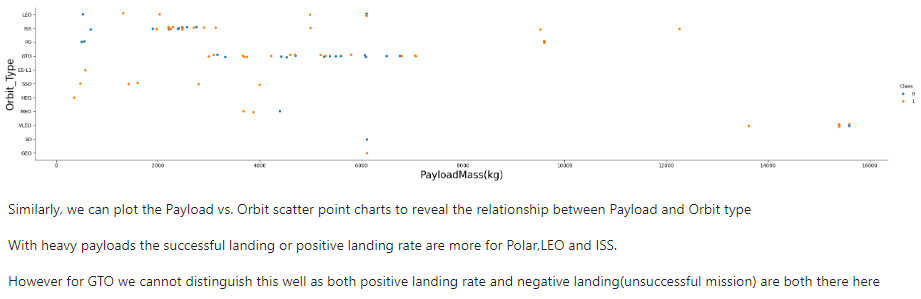 LEO
ISS
PO
GTO
ES-L1
SSO
HEO
MEO
VLEO
SO
GEO
Orbit_Type
0 2000 4000 6000 8000 10000 12000 14000 16000
PayloadMass(kg)
Class
0
1
Similarly, we can plot the Payload vs. Orbit scatter point charts to reveal the relationship between Payload and Orbit type
With heavy payloads the successful landing or positive landing rate are more for Polar,LEO and ISS.
However for GTO we cannot distinguish this well as both positive landing rate and negative landing(unsuccessful mission) are both there here